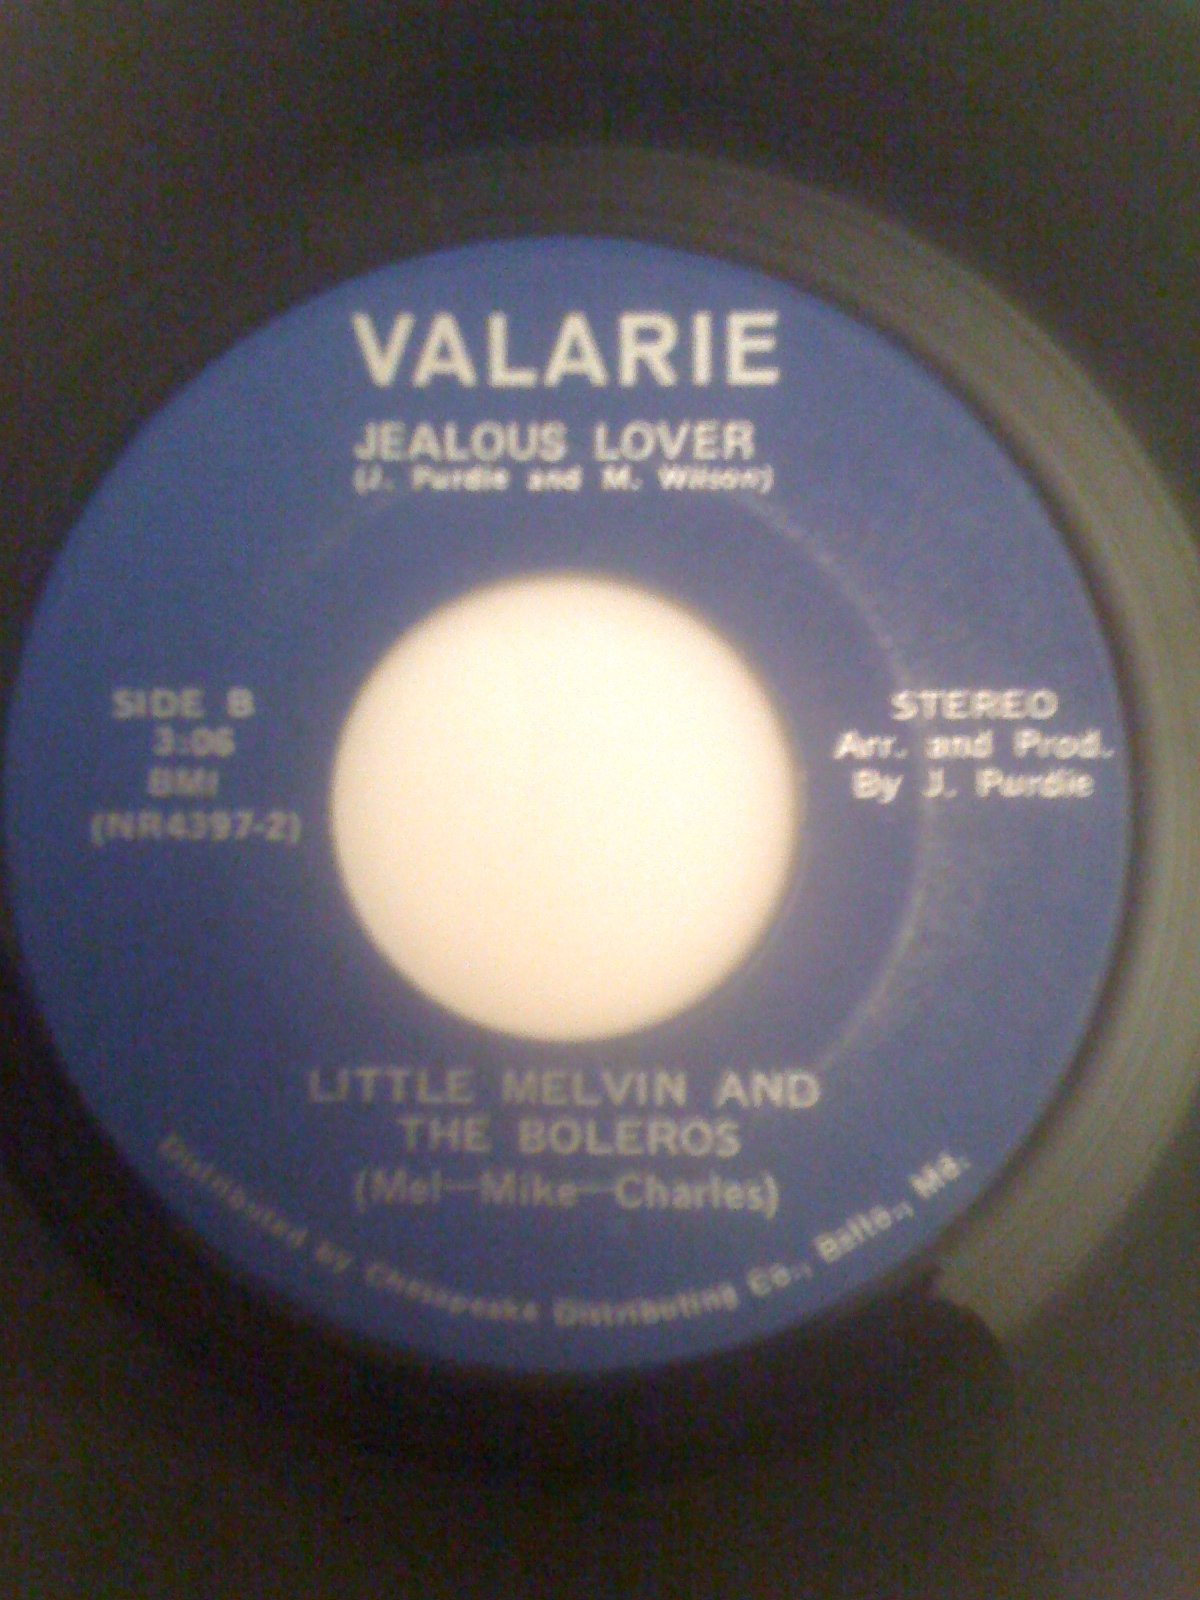 VALARIE
JEALOUS LOVER
(J. Purdie and M. Wilson)
SIDE B
3:06
BMI
(NR4397-2)
STEREO
Arr. and Prod.
By J. Purdie
LITTLE MELVIN AND
THE BOLEROS
(Mel—Mike—Charles)
Distributed by Chesapeake Distributing Co., Balto., Md.